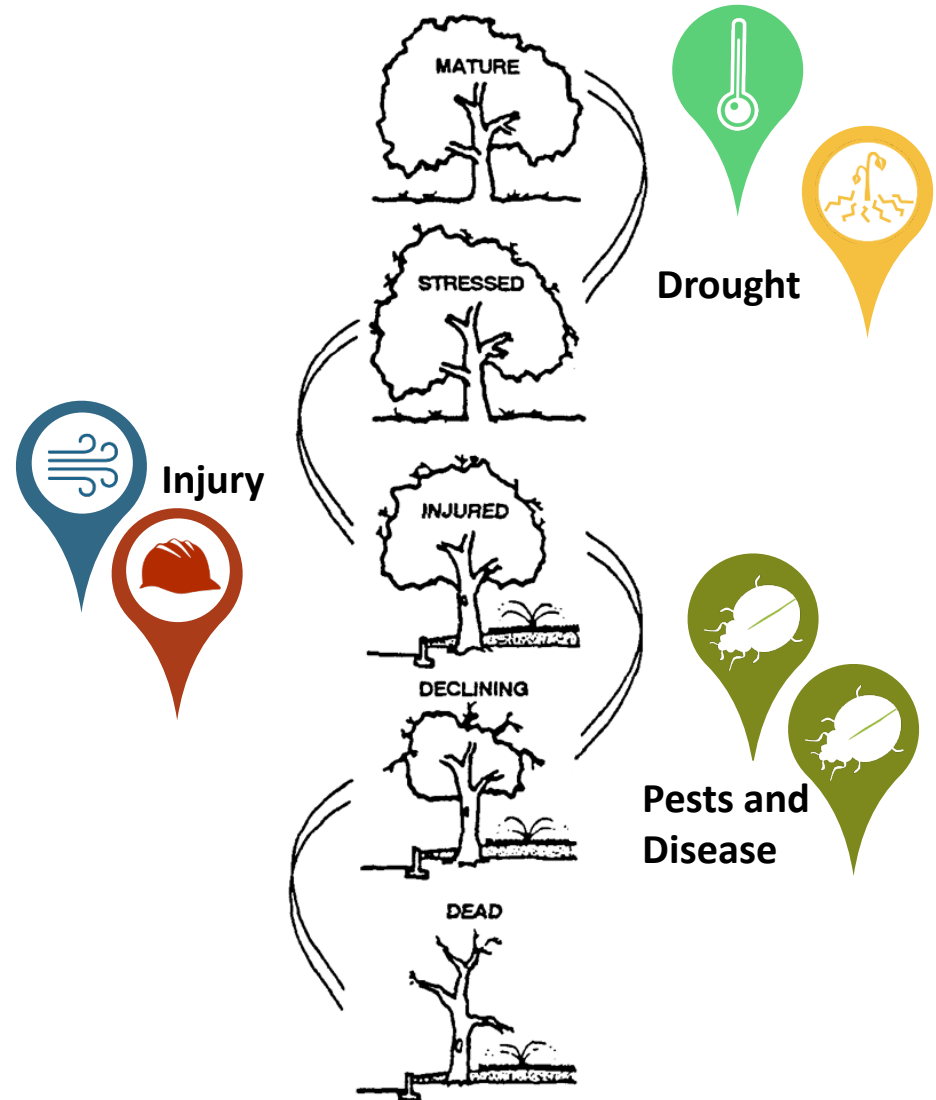 MATURE
STRESSED
Drought
Injury
INJURED
DECLINING
Pests and
Disease
DEAD